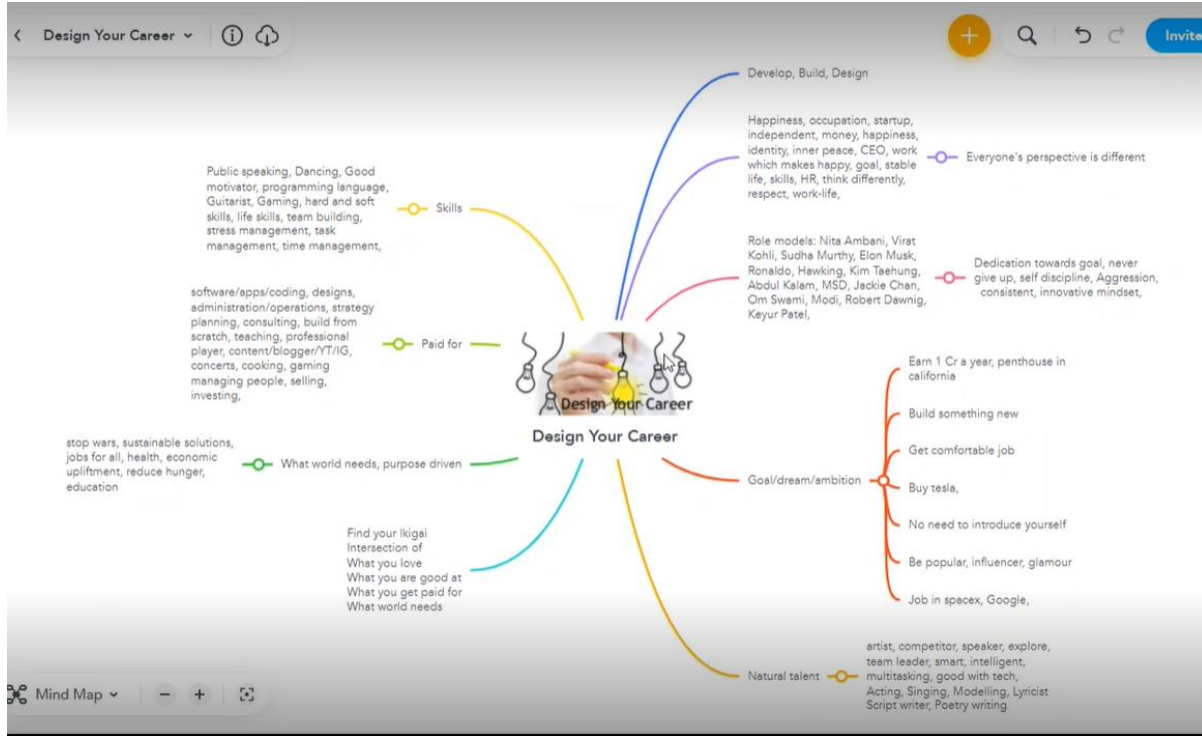 Design Your Career
Invite
Develop, Build, Design
Happiness, occupation, startup,
independent, money, happiness,
identity, inner peace, CEO, work
which makes happy, goal, stable
life, skills, HR, think differently,
respect, work-life,
Everyone's perspective is different
Public speaking, Dancing, Good
motivator, programming language,
Guitarist, Gaming, hard and soft
skills, life skills, team building,
stress management, task
management, time management,
Skills
Role models: Nita Ambani, Virat
Kohli, Sudha Murthy, Elon Musk,
Ronaldo, Hawking, Kim Taehung,
Abdul Kalam, MSD, Jackie Chan,
Om Swami, Modi, Robert Dawnig,
Keyur Patel,
Dedication towards goal, never
give up, self discipline, Aggression,
consistent, innovative mindset,
software/apps/coding, designs,
administration/operations, strategy
planning, consulting, build from
scratch, teaching, professional
player, content/blogger/YT/IG,
concerts, cooking, gaming
managing people, selling,
investing,
Paid for
Design Your Career
Design Your Career
stop wars, sustainable solutions,
jobs for all, health, economic
upliftment, reduce hunger,
education
What world needs, purpose driven
Goal/dream/ambition
Earn 1 Cr a year, penthouse in
california
Build something new
Get comfortable job
Buy tesla,
No need to introduce yourself
Be popular, influencer, glamour
Job in spacex, Google,
Find your Ikigai
Intersection of
What you love
What you are good at
What you get paid for
What world needs
Natural talent
artist, competitor, speaker, explore,
team leader, smart, intelligent,
multitasking, good with tech,
Acting, Singing, Modelling, Lyricist
Script writer, Poetry writing
Mind Map